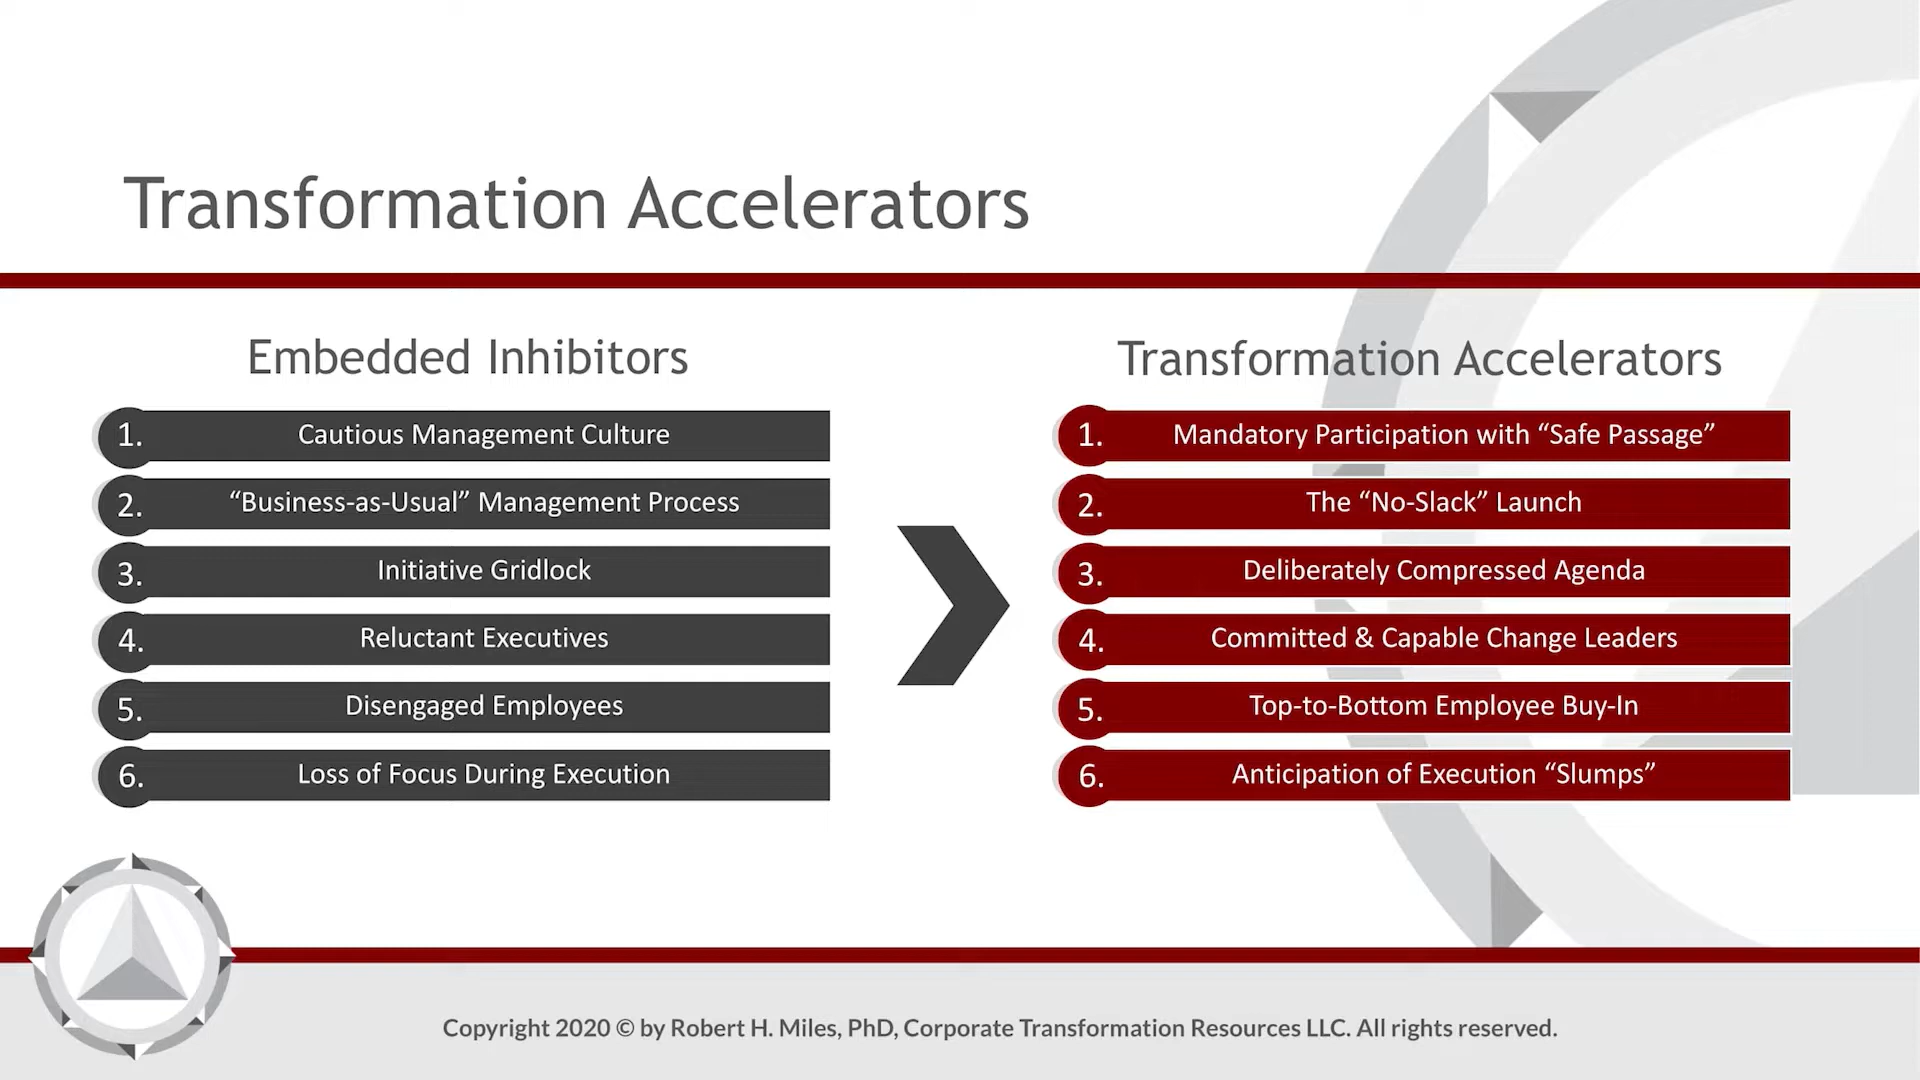 Transformation Accelerators
Embedded Inhibitors
1. Cautious Management Culture
2. “Business-as-Usual” Management Process
3. Initiative Gridlock
4. Reluctant Executives
5. Disengaged Employees
6. Loss of Focus During Execution
Transformation Accelerators
1. Mandatory Participation with “Safe Passage”
2. The “No-Slack” Launch
3. Deliberately Compressed Agenda
4. Committed & Capable Change Leaders
5. Top-to-Bottom Employee Buy-In
6. Anticipation of Execution “Slumps”
Copyright 2020 © by Robert H. Miles, PhD, Corporate Transformation Resources LLC. All rights reserved.